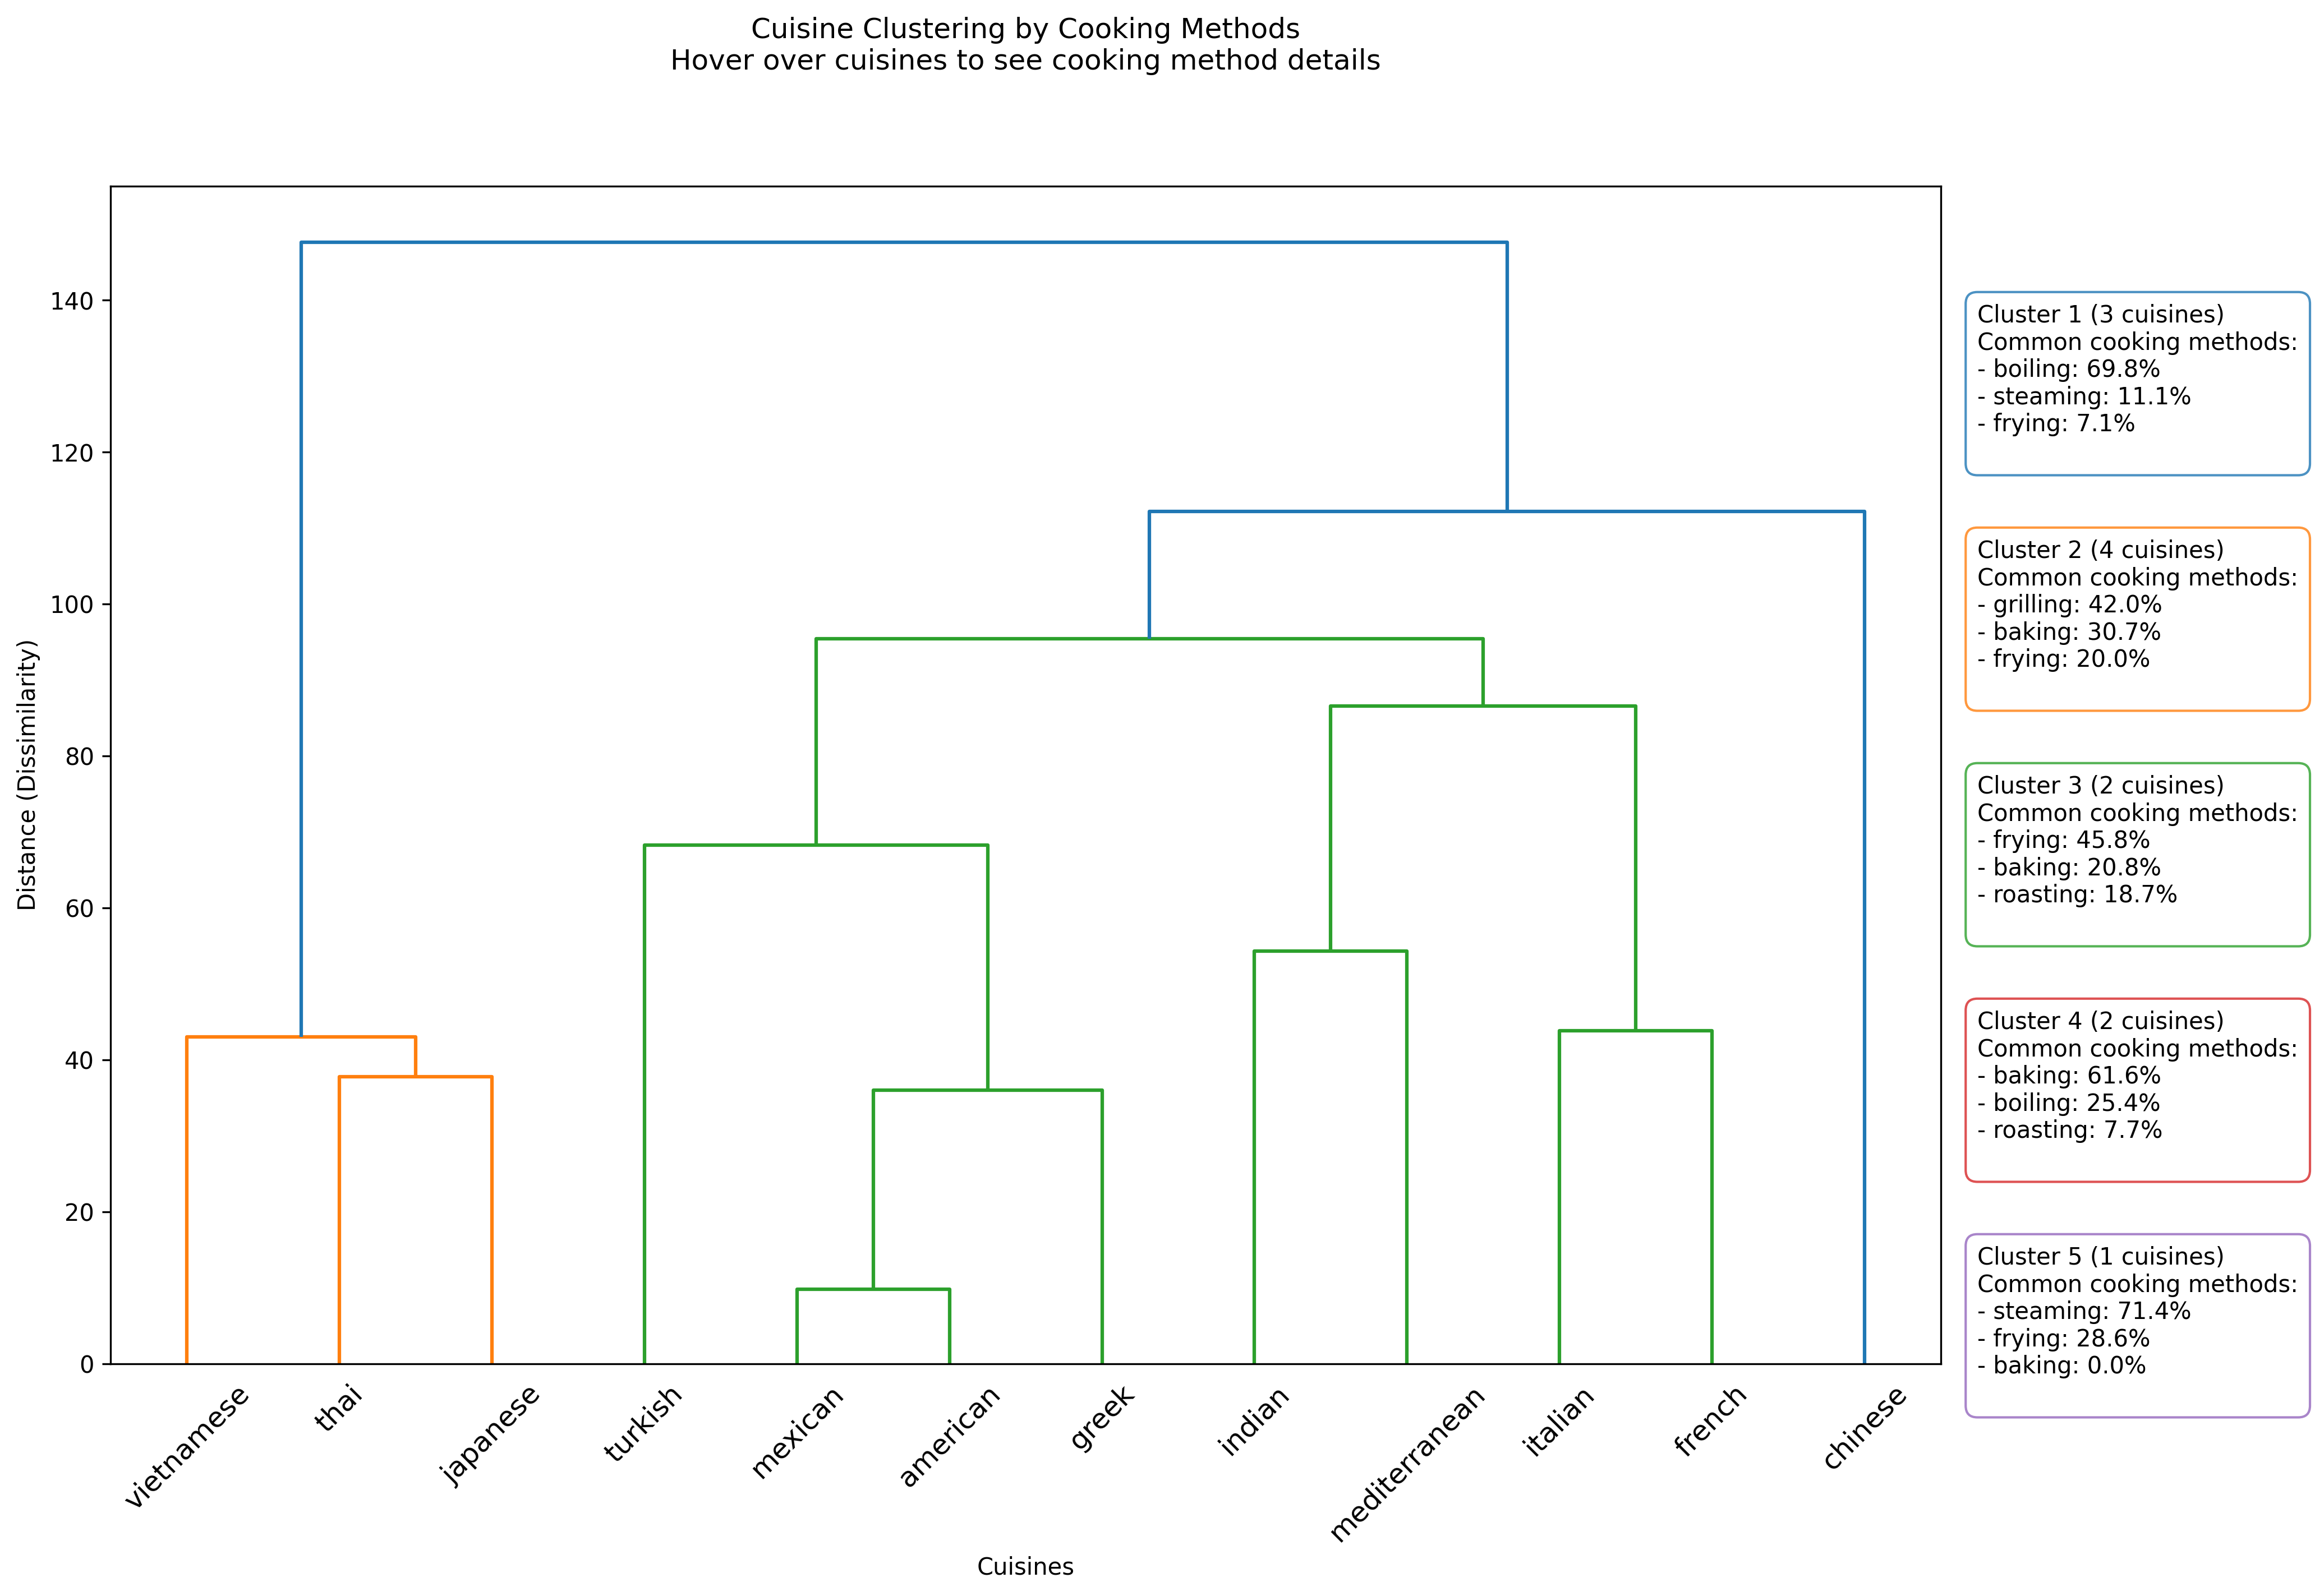 Cuisine Clustering by Cooking Methods
Hover over cuisines to see cooking method details
Distance (Dissimilarity)
140
120
100
80
60
40
20
0
vietnamese
thai
japanese
turkish
mexican
american
greek
indian
mediterranean
italian
french
chinese
Cuisines
Cluster 1 (3 cuisines)
Common cooking methods:
- boiling: 69.8%
- steaming: 11.1%
- frying: 7.1%
Cluster 2 (4 cuisines)
Common cooking methods:
- grilling: 42.0%
- baking: 30.7%
- frying: 20.0%
Cluster 3 (2 cuisines)
Common cooking methods:
- frying: 45.8%
- baking: 20.8%
- roasting: 18.7%
Cluster 4 (2 cuisines)
Common cooking methods:
- baking: 61.6%
- boiling: 25.4%
- roasting: 7.7%
Cluster 5 (1 cuisines)
Common cooking methods:
- steaming: 71.4%
- frying: 28.6%
- baking: 0.0%